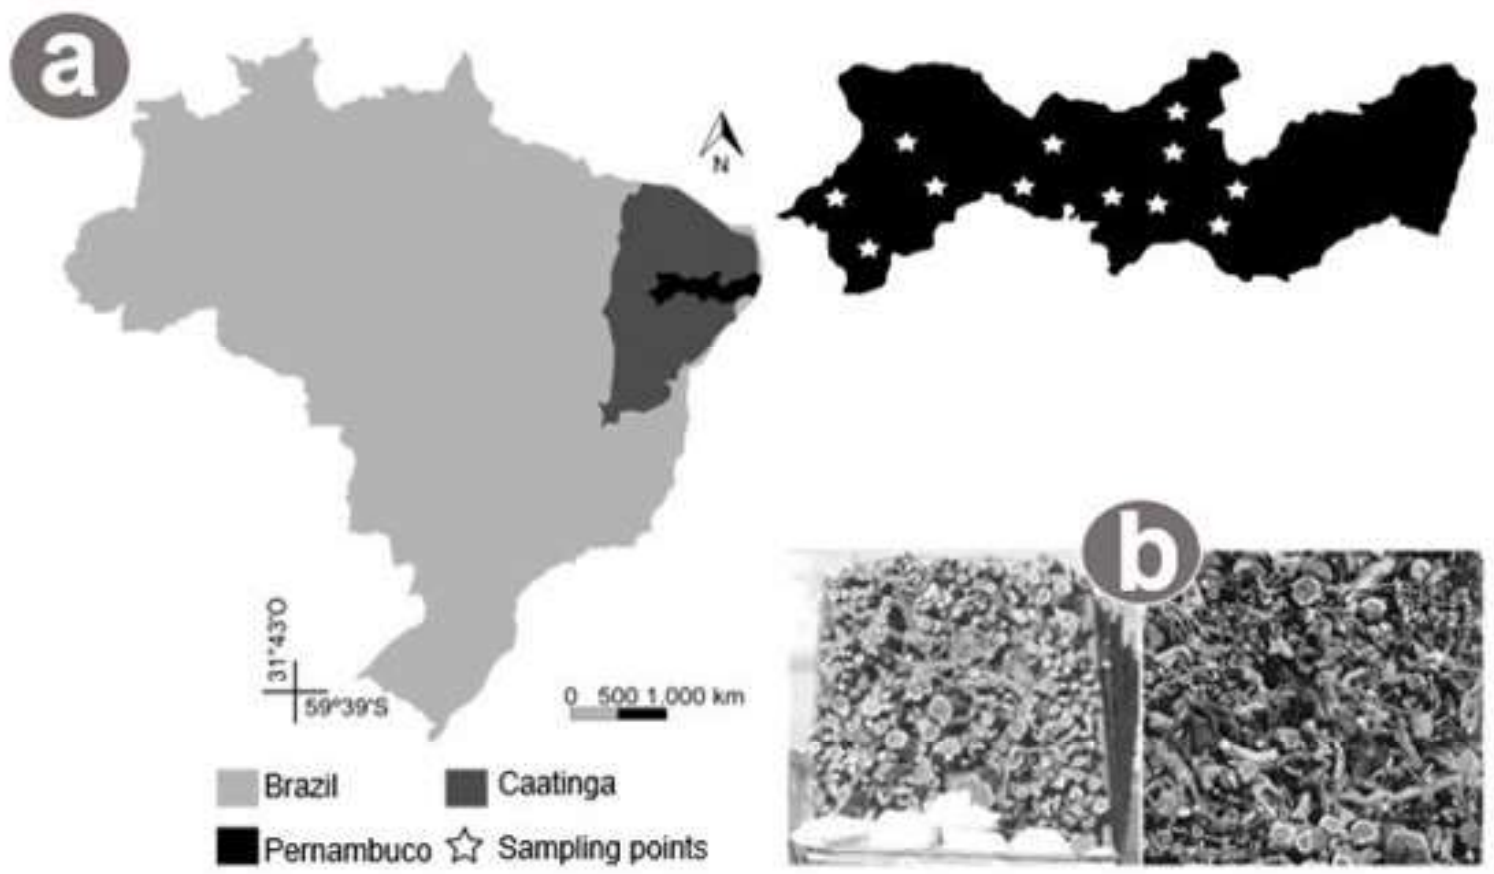 a
N
31°43'O
59°39'S
0 500 1.000 km
Brazil
Caatinga
Pernambuco
Sampling points
b